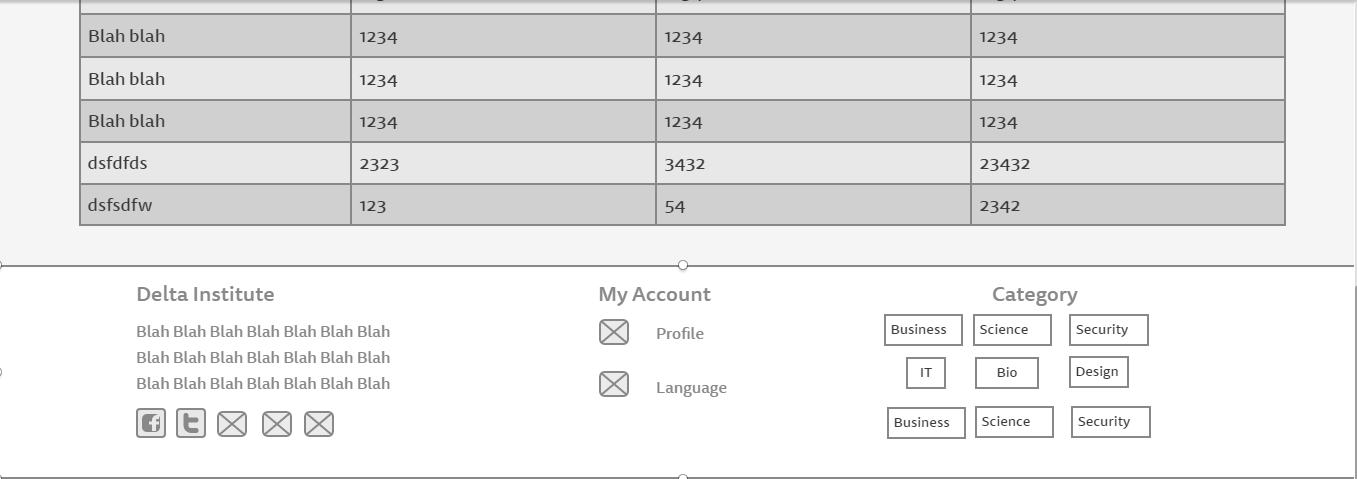 Blah blah 1234 1234 1234
Blah blah 1234 1234 1234
Blah blah 1234 1234 1234
dsfdfds 2323 3432 23432
dsfsdfw 123 54 2342
Delta Institute
Blah Blah Blah Blah Blah Blah Blah
Blah Blah Blah Blah Blah Blah Blah
Blah Blah Blah Blah Blah Blah Blah
My Account
Profile
Language
Category
Business Science Security
IT Bio Design
Business Science Security